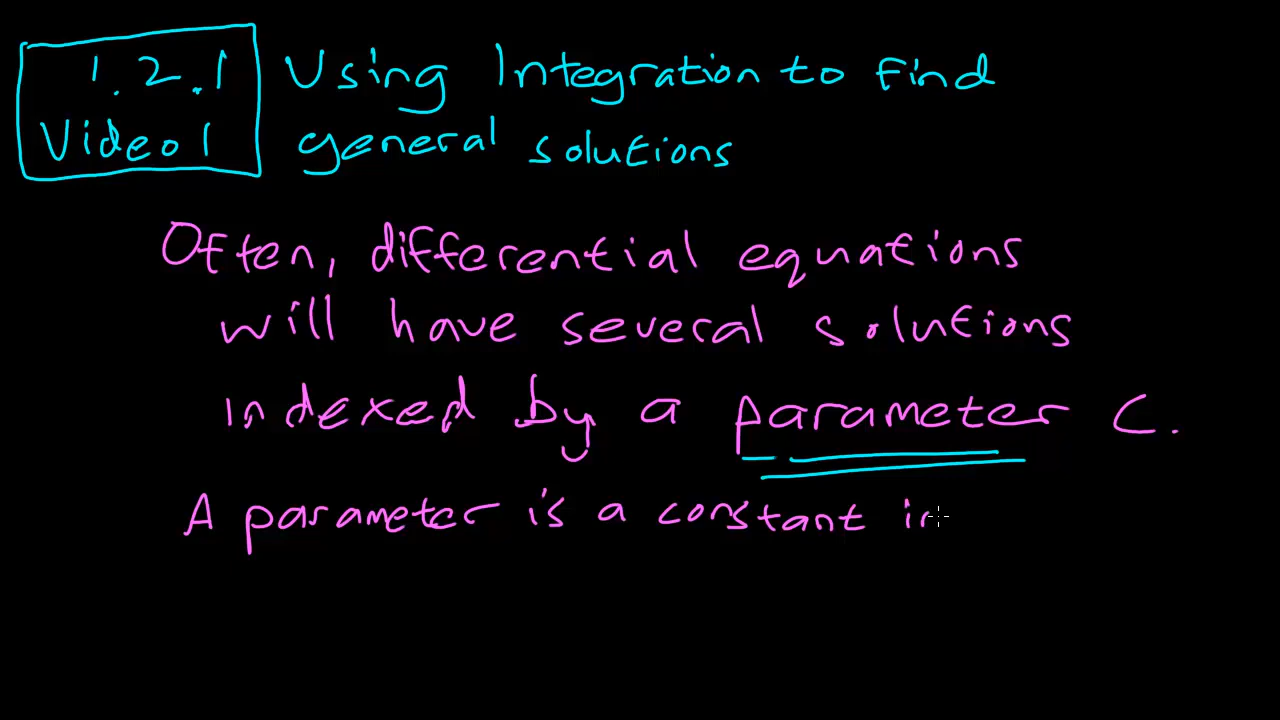 1.2.1 Using Integration to find
Video 1 general solutions
Often, differential equations
will have several solutions
indexed by a parameter C.
A parameter is a constant in